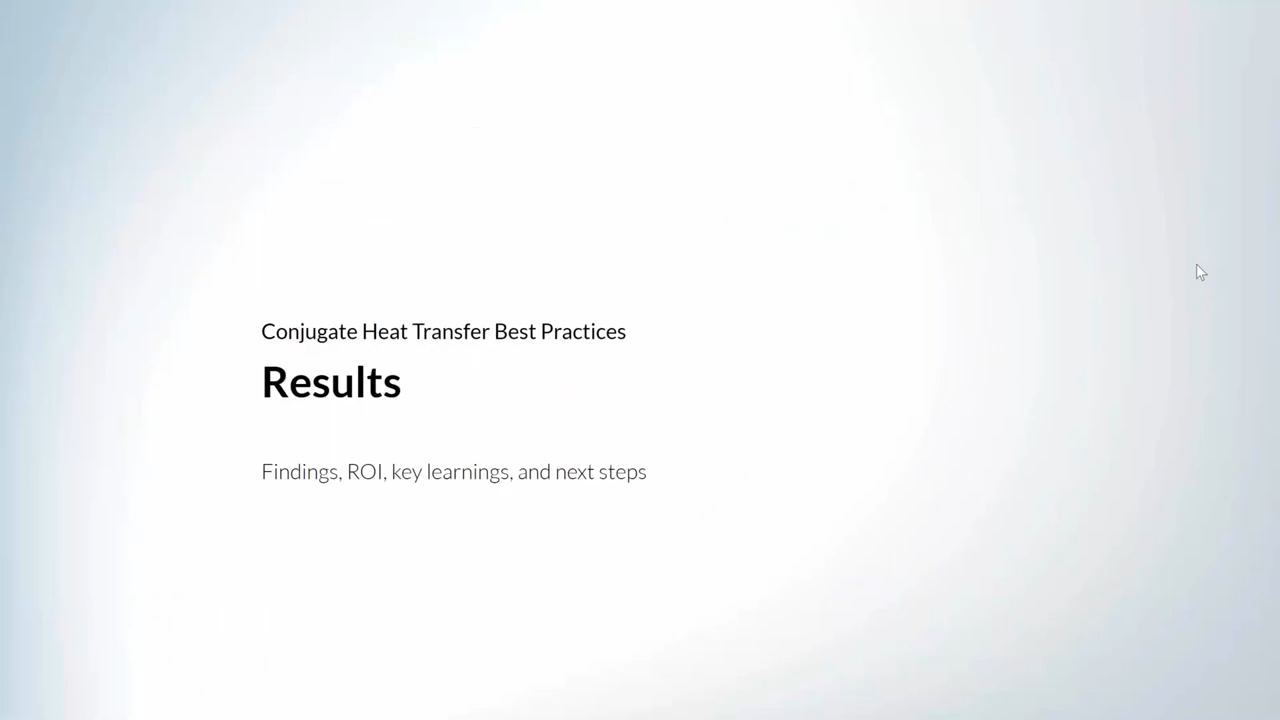 Conjugate Heat Transfer Best Practices
Results
Findings, ROI, key learnings, and next steps